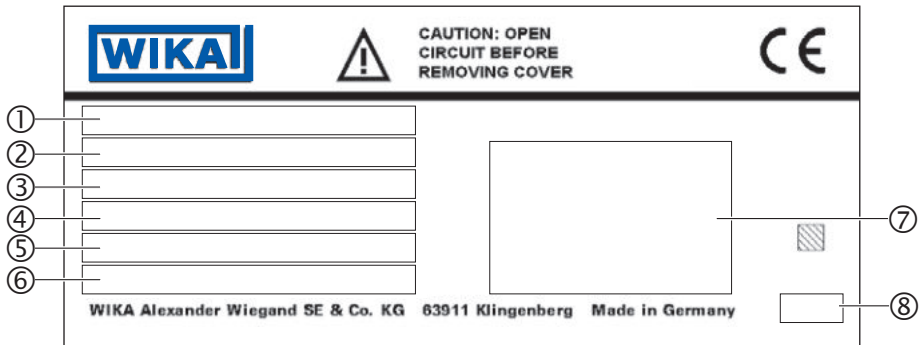 WIKA
CAUTION: OPEN
CIRCUIT BEFORE
REMOVING COVER
CE
①
②
③
④
⑤
⑥
⑦
⑧
WIKA Alexander Wiegand SE & Co. KG 63911 Klingenberg Made in Germany